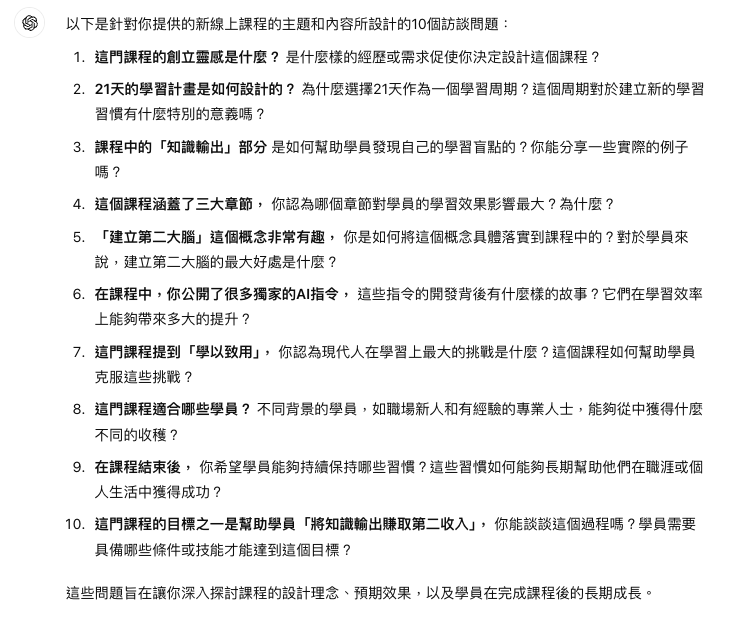 以下是針對你提供的新線上課程的主題和內容所設計的10個訪談問題：
1. 這門課程的創立靈感是什麼？ 是什麼樣的經歷或需求促使你決定設計這個課程？
2. 21天的學習計畫是如何設計的？ 為什麼選擇21天作為一個學習周期？這個周期對於建立新的學習
習慣有什麼特別的意義嗎？
3. 課程中的「知識輸出」部分 是如何幫助學員發現自己的學習盲點的？你能分享一些實際的例子
嗎？
4. 這個課程涵蓋了三大章節， 你認為哪個章節對學員的學習效果影響最大？為什麼？
5. 「建立第二大腦」這個概念非常有趣， 你是如何將這個概念具體落實到課程中的？對於學員來
說，建立第二大腦的最大好處是什麼？
6. 在課程中，你公開了很多獨家的AI指令， 這些指令的開發背後有什麼樣的故事？它們在學習效率
上能夠帶來多大的提升？
7. 這門課程提到「學以致用」， 你認為現代人在學習上最大的挑戰是什麼？這個課程如何幫助學員
克服這些挑戰？
8. 這門課程適合哪些學員？ 不同背景的學員，如職場新人和有經驗的專業人士，能夠從中獲得什麼
不同的收穫？
9. 在課程結束後， 你希望學員能夠持續保持哪些習慣？這些習慣如何能夠長期幫助他們在職涯或個
人生活中獲得成功？
10. 這門課程的目標之一是幫助學員「將知識輸出賺取第二收入」， 你能談談這個過程嗎？學員需要
具備哪些條件或技能才能達到這個目標？
這些問題旨在讓你深入探討課程的設計理念、預期效果，以及學員在完成課程後的長期成長。